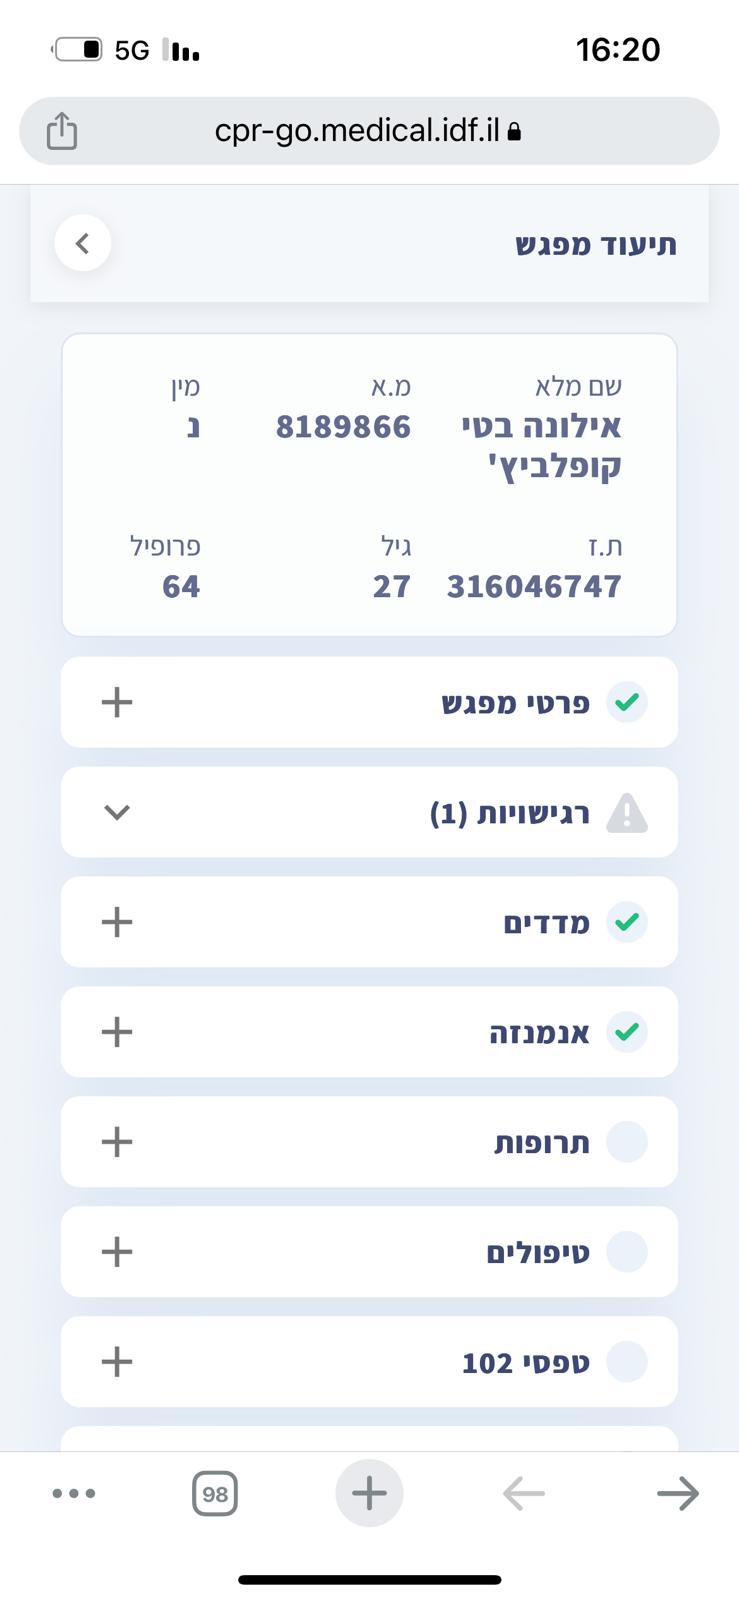 16:20
5G
cpr-go.medical.idf.il
תיעוד מפגש
שם מלא מ.א מין
אילונה בטי 8189866 נ
קופלביץ'
ת.ז גיל פרופיל
316046747 27 64
פרטי מפגש
רגישויות (1)
מדדים
אנמנזה
תרופות
טיפולים
טפסי 102
98